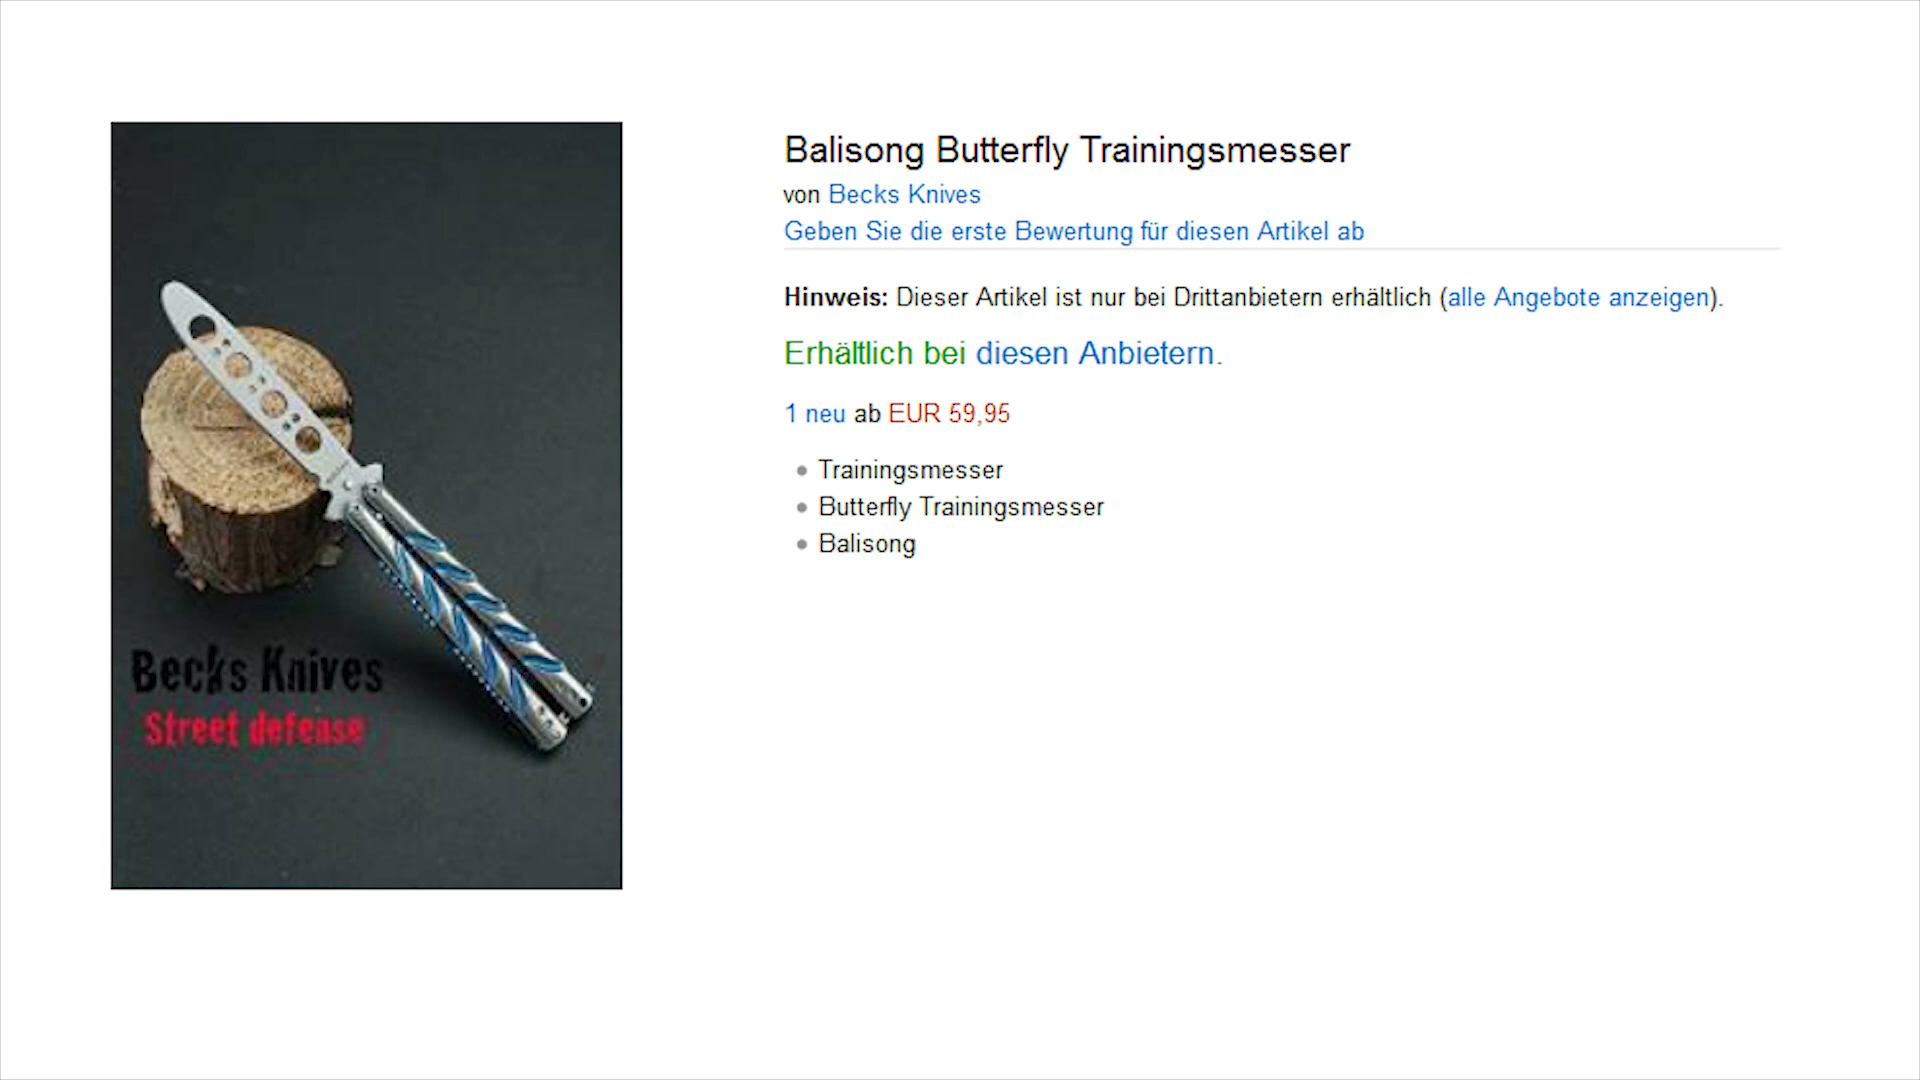 Balisong Butterfly Trainingsmesser
von Becks Knives
Geben Sie die erste Bewertung für diesen Artikel ab
Hinweis: Dieser Artikel ist nur bei Drittanbietern erhältlich (alle Angebote anzeigen).
Erhältlich bei diesen Anbietern.
1 neu ab EUR 59,95
Trainingsmesser
Butterfly Trainingsmesser
Balisong
Becks Knives
Street defense